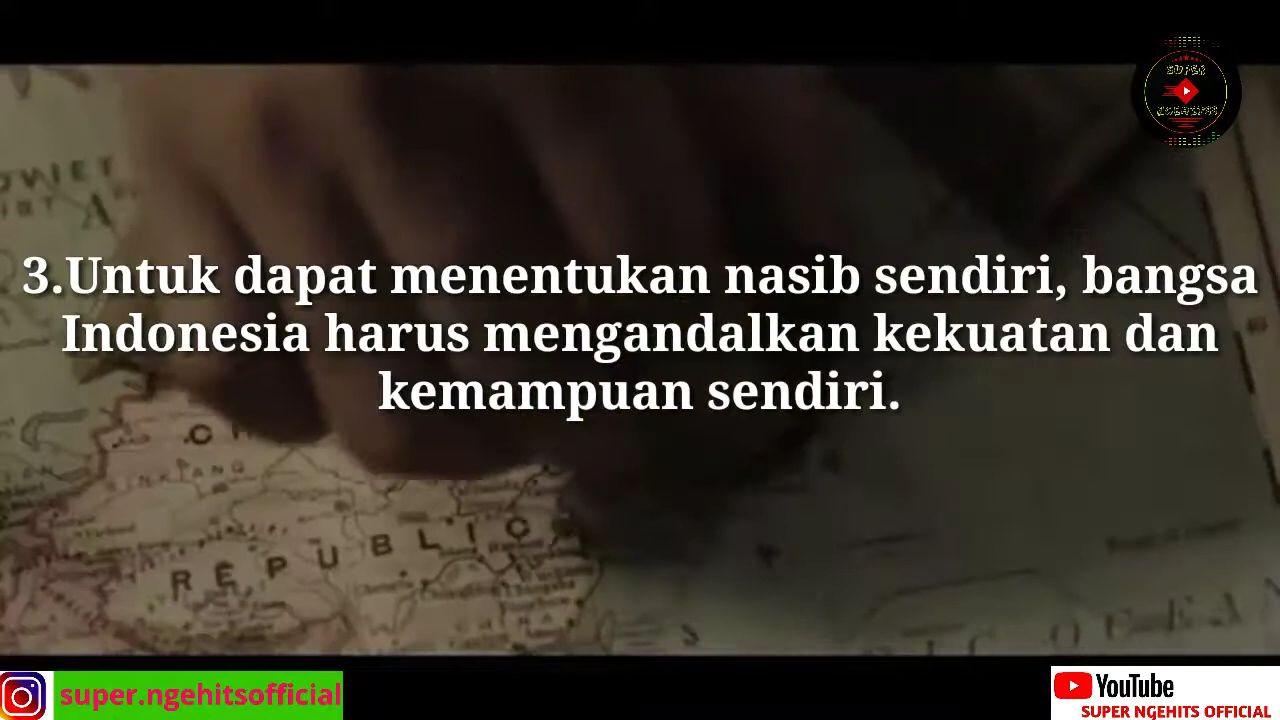 SUPER
3.Untuk dapat menentukan nasib sendiri, bangsa
Indonesia harus mengandalkan kekuatan dan
kemampuan sendiri.
REPUBLIC
super.ngehitsofficial
YouTube
SUPER NGEHITS OFFICIAL